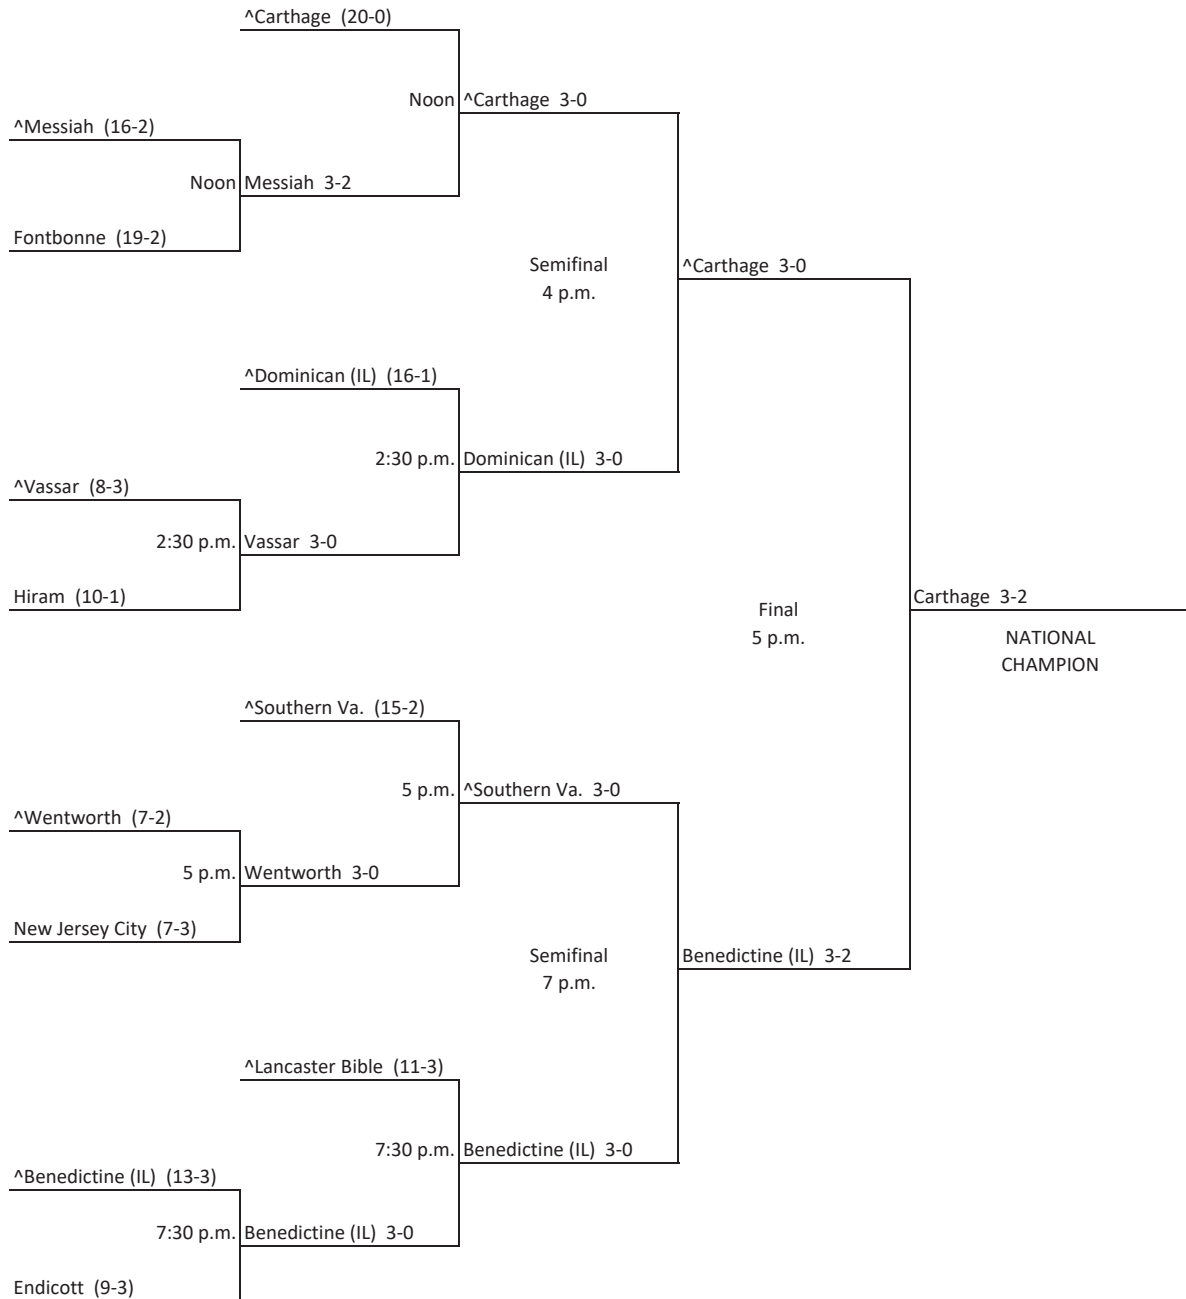 ^Carthage (20-0)
Noon ^Carthage 3-0
^Messiah (16-2)
Noon Messiah 3-2
Fontbonne (19-2)
Semifinal
4 p.m.
^Carthage 3-0
^Dominican (IL) (16-1)
2:30 p.m. Dominican (IL) 3-0
^Vassar (8-3)
2:30 p.m. Vassar 3-0
Hiram (10-1)
Final
5 p.m.
Carthage 3-2
NATIONAL
CHAMPION
^Southern Va. (15-2)
5 p.m. ^Southern Va. 3-0
^Wentworth (7-2)
5 p.m. Wentworth 3-0
New Jersey City (7-3)
Semifinal
7 p.m.
Benedictine (IL) 3-2
^Lancaster Bible (11-3)
7:30 p.m. Benedictine (IL) 3-0
^Benedictine (IL) (13-3)
7:30 p.m. Benedictine (IL) 3-0
Endicott (9-3)